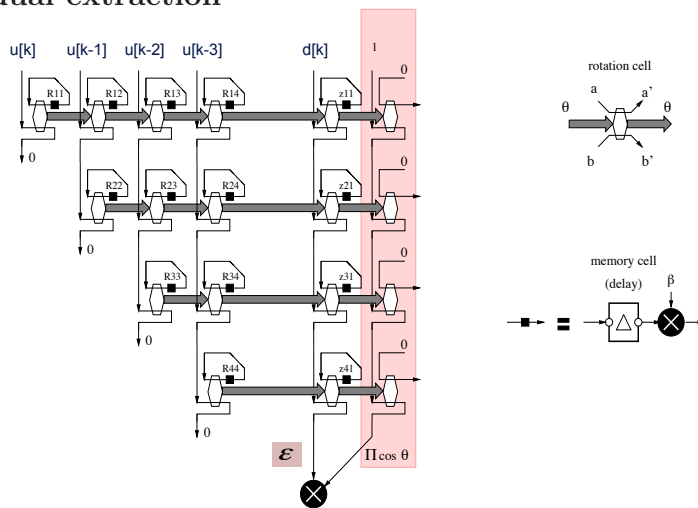 dual extraction
u[k] u[k-1] u[k-2] u[k-3] d[k] 1
0
R11 R12 R13 R14 z11
0
0
R22 R23 R24 z21
0
0
R33 R34 z31
0
0
R44 z41
0
ε Π cos θ
rotation cell
a a'
θ θ
b b'
memory cell
(delay) β
=
Δ